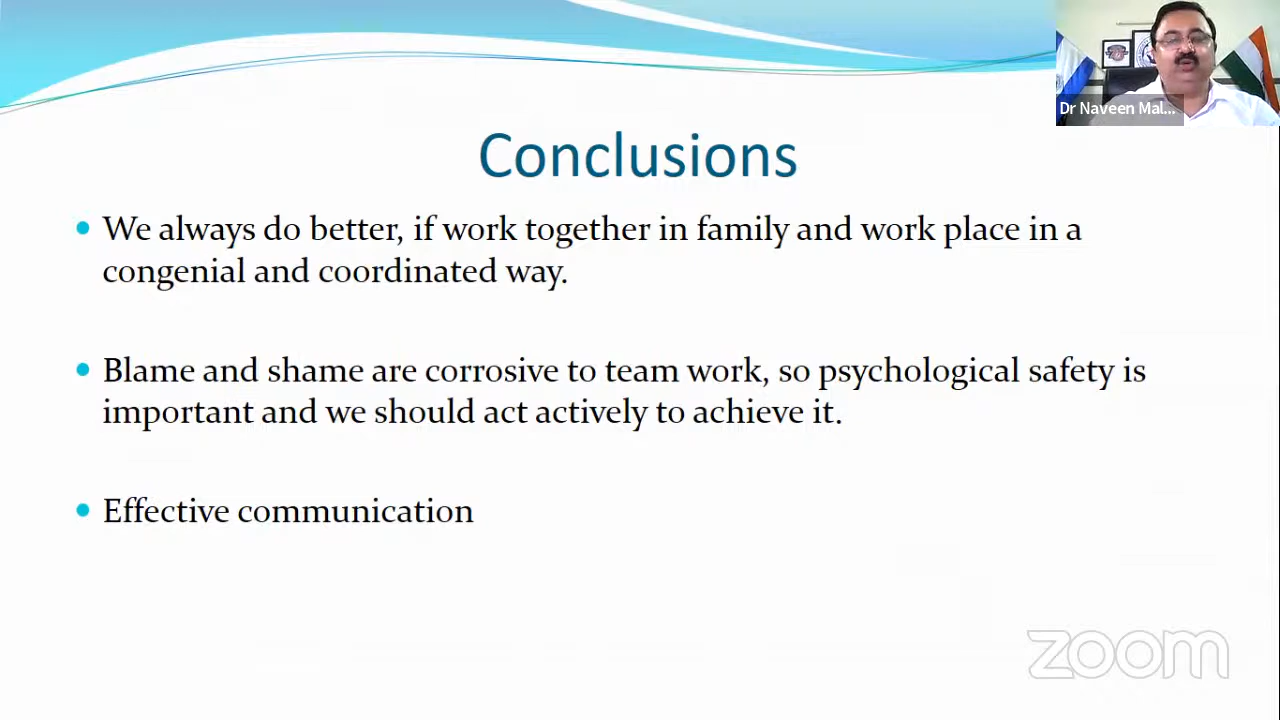 Dr Naveen Mal...
Conclusions
We always do better, if work together in family and work place in a
congenial and coordinated way.
Blame and shame are corrosive to team work, so psychological safety is
important and we should act actively to achieve it.
Effective communication
zoom